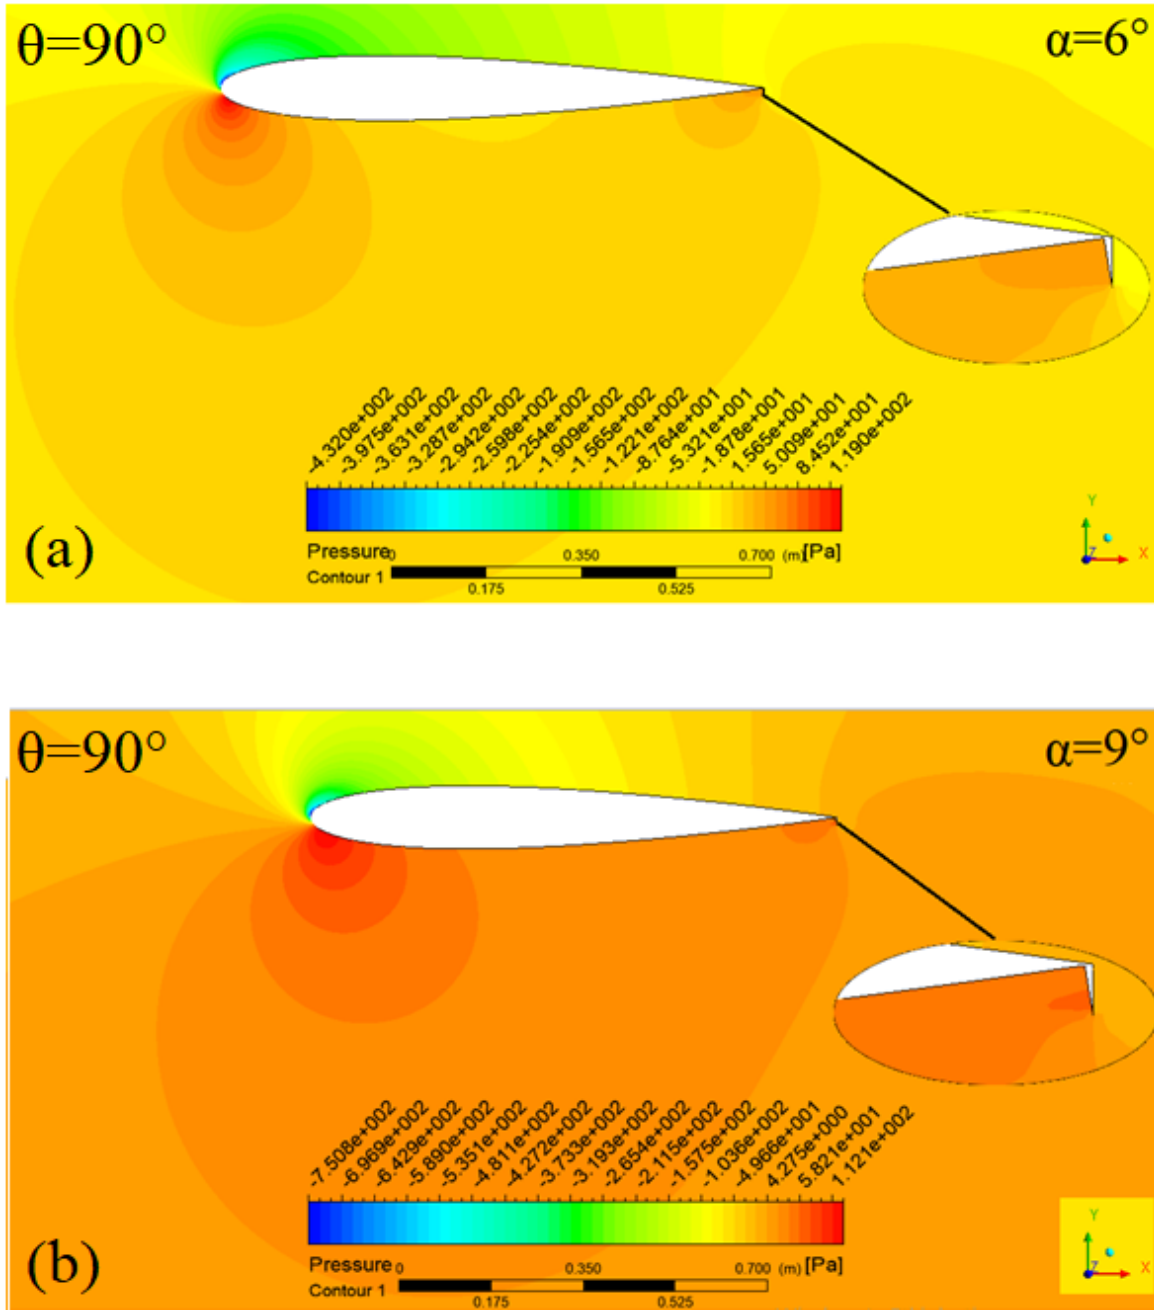 θ=90°
α=6°
-4.320e+002
-3.975e+002
-3.631e+002
-3.287e+002
-2.942e+002
-2.598e+002
-2.254e+002
-1.909e+002
-1.565e+002
-1.221e+002
-8.764e+001
-5.321e+001
-1.878e+001
1.565e+001
5.009e+001
8.452e+001
1.190e+002
(a)
Pressure
[Pa]
Contour 1
0 0.350 0.700 (m)
0.175 0.525
Y
Z X
θ=90°
α=9°
-7.508e+002
-6.969e+002
-6.429e+002
-5.890e+002
-5.351e+002
-4.811e+002
-4.272e+002
-3.733e+002
-3.193e+002
-2.654e+002
-2.115e+002
-1.575e+002
-1.036e+002
-4.966e+001
4.275e+000
5.821e+001
1.121e+002
(b)
Pressure
[Pa]
Contour 1
0 0.350 0.700 (m)
0.175 0.525
Y
Z X